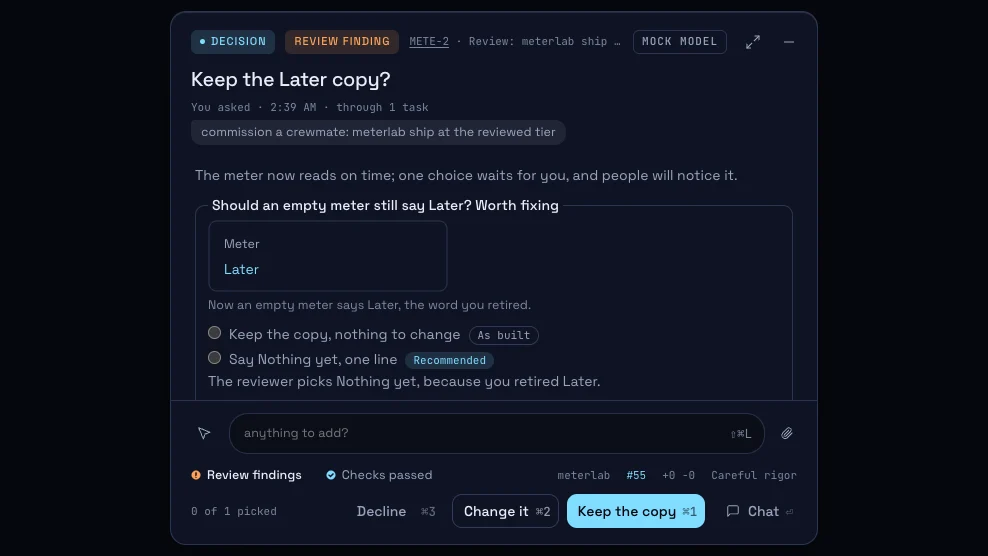 DECISION REVIEW FINDING METE-2 · Review: meterlab ship … MOCK MODEL
Keep the Later copy?
You asked · 2:39 AM · through 1 task
commission a crewmate: meterlab ship at the reviewed tier
The meter now reads on time; one choice waits for you, and people will notice it.
Should an empty meter still say Later? Worth fixing
Meter
Later
Now an empty meter says Later, the word you retired.
Keep the copy, nothing to change As built
Say Nothing yet, one line Recommended
The reviewer picks Nothing yet, because you retired Later.
anything to add? ⇧⌘L
Review findings Checks passed meterlab #55 +0 -0 Careful rigor
0 of 1 picked Decline ⌘3 Change it ⌘2 Keep the copy ⌘1 Chat ⏎